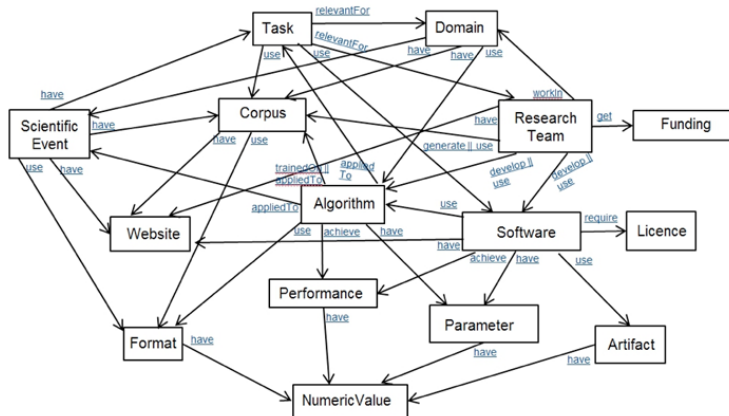 relevantFor
Task
Domain
relevantFor
use
use
have
have
use
have
Scientific
Event
have
Corpus
have
use
workIn
have
Research
Team
get
Funding
generate || use
trainedOn ||
appliedTo
applied
To
develop ||
use
develop ||
use
use
have
appliedTo
Algorithm
use
Software
require
Licence
Website
use
achieve
have
have
achieve
have
use
Performance
have
Parameter
have
Format
have
Artifact
have
NumericValue